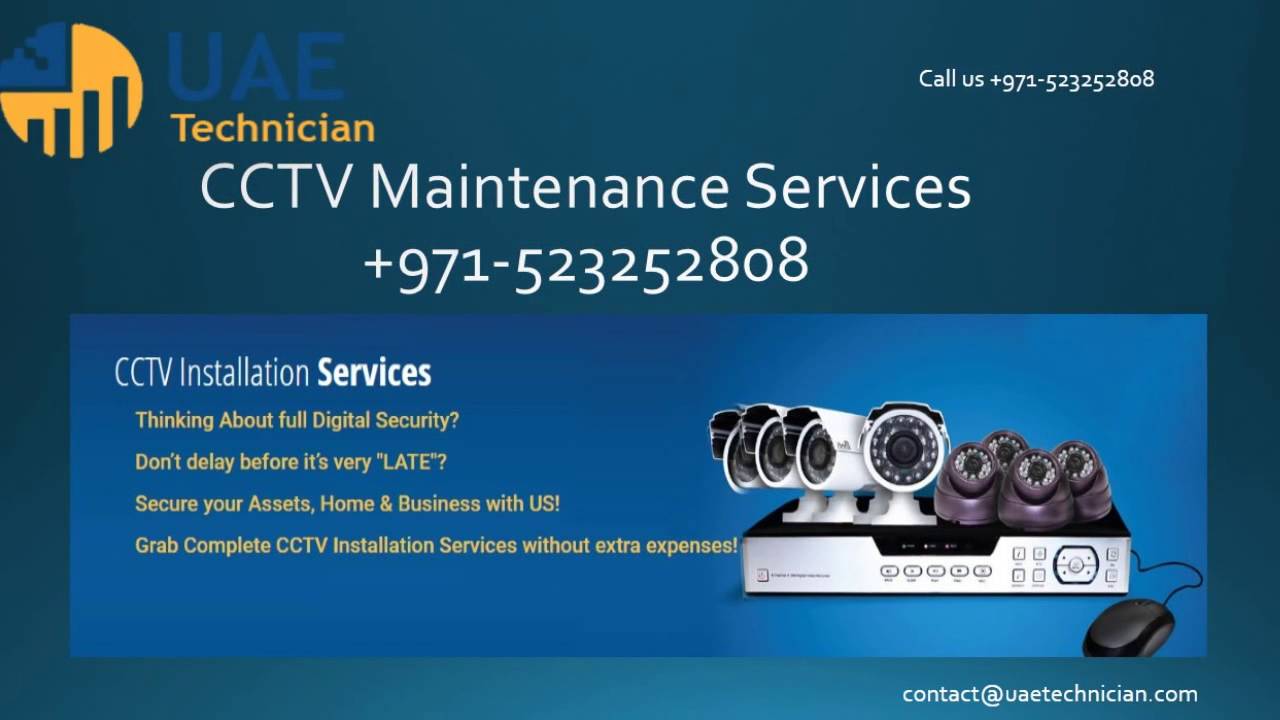 UAE
Technician
Call us +971-523252808
CCTV Maintenance Services
+971-523252808
CCTV Installation Services
Thinking About full Digital Security?
Don’t delay before it’s very "LATE"?
Secure your Assets, Home & Business with US!
Grab Complete CCTV Installation Services without extra expenses!
contact@uaetechnician.com